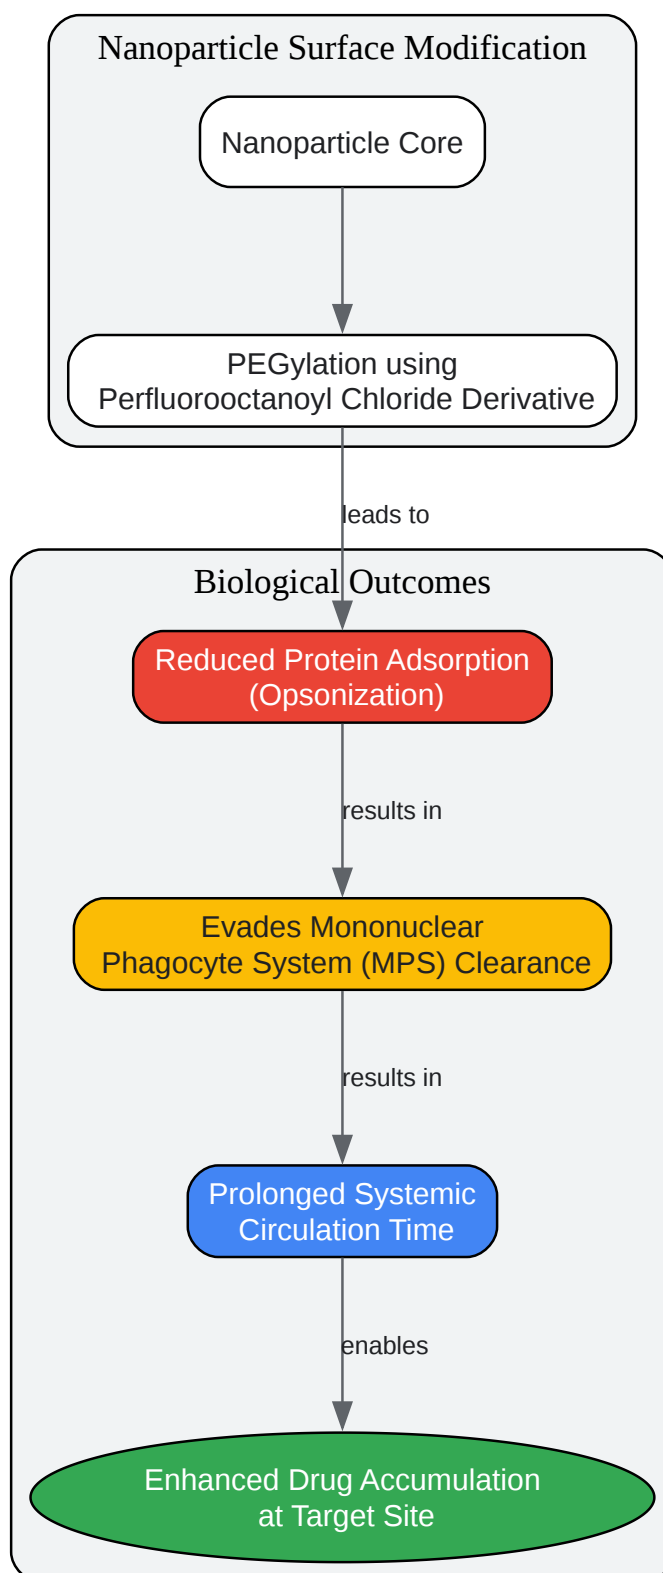 Nanoparticle Surface Modification
Nanoparticle Core
PEGylation using
Perfluorooctanoyl Chloride Derivative
leads to
Biological Outcomes
Reduced Protein Adsorption
(Opsonization)
results in
Evades Mononuclear
Phagocyte System (MPS) Clearance
results in
Prolonged Systemic
Circulation Time
enables
Enhanced Drug Accumulation
at Target Site